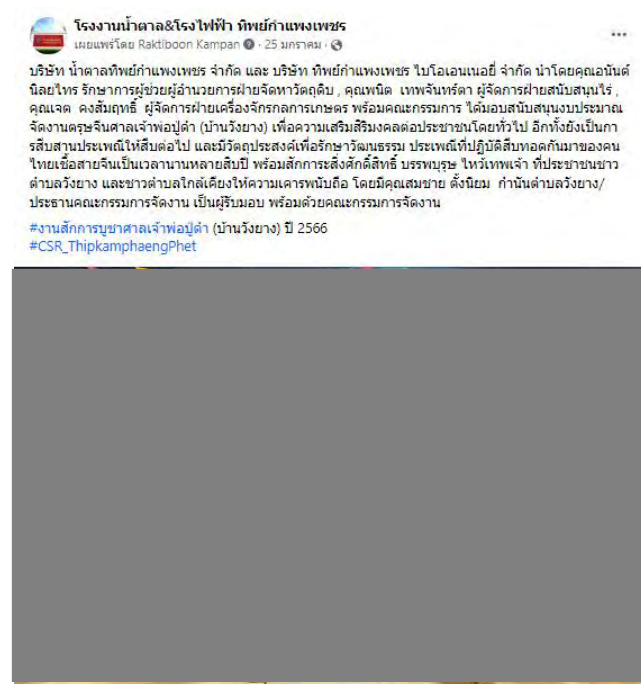 โรงงานน้ำตาล&โรงไฟฟ้า ทิพย์กำแพงเพชร
เผยแพร่โดย Raktiboon Kampan · 25 มกราคม ·
บริษัท น้ำตาลทิพย์กำแพงเพชร จำกัด และ บริษัท ทิพย์กำแพงเพชร ไบโอเอนเนอยี่ จำกัด นำโดยคุณอนันต์
นิลยไทร รักษาการผู้ช่วยผู้อำนวยการฝ่ายจัดหาวัตถุดิบ , คุณพนิต เทพจันทร์ตา ผู้จัดการฝ่ายสนับสนุนไร่ ,
คุณเจต คงสัมฤทธิ์ ผู้จัดการฝ่ายเครื่องจักรกลการเกษตร พร้อมคณะกรรมการ ได้มอบสนับสนุนงบประมาณ
จัดงานตรุษจีนศาลเจ้าพ่อปู่ดำ (บ้านวังยาง) เพื่อความเสริมสิริมงคลต่อประชาชนโดยทั่วไป อีกทั้งยังเป็นกา
รสืบสานประเพณีให้สืบต่อไป และมีวัตถุประสงค์เพื่อรักษาวัฒนธรรม ประเพณีที่ปฏิบัติสืบทอดกันมาของคน
ไทยเชื้อสายจีนเป็นเวลานานหลายสิบปี พร้อมสักการะสิ่งศักดิ์สิทธิ์ บรรพบุรุษ ไหว้เทพเจ้า ที่ประชาชนชาว
ตำบลวังยาง และชาวตำบลใกล้เคียงให้ความเคารพนับถือ โดยมีคุณสมชาย ตั้งนิยม กำนันตำบลวังยาง/
ประธานคณะกรรมการจัดงาน เป็นผู้รับมอบ พร้อมด้วยคณะกรรมการจัดงาน
#งานสักการบูชาศาลเจ้าพ่อปู่ดำ (บ้านวังยาง) ปี 2566
#CSR_ThipkamphaengPhet